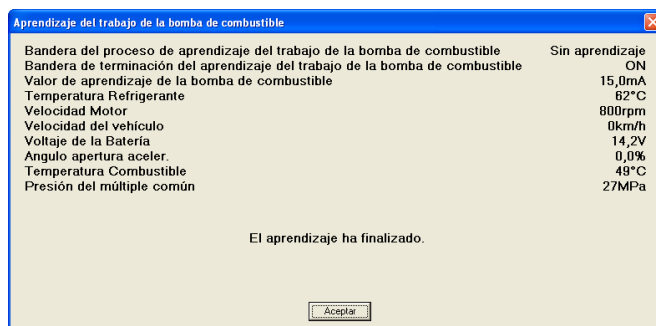 Aprendizaje del trabajo de la bomba de combustible
Bandera del proceso de aprendizaje del trabajo de la bomba de combustible Sin aprendizaje
Bandera de terminación del aprendizaje del trabajo de la bomba de combustible ON
Valor de aprendizaje de la bomba de combustible 15,0mA
Temperatura Refrigerante 62°C
Velocidad Motor 800rpm
Velocidad del vehículo 0km/h
Voltaje de la Batería 14,2V
Angulo apertura aceler. 0,0%
Temperatura Combustible 49°C
Presión del múltiple común 27MPa
El aprendizaje ha finalizado.
Aceptar